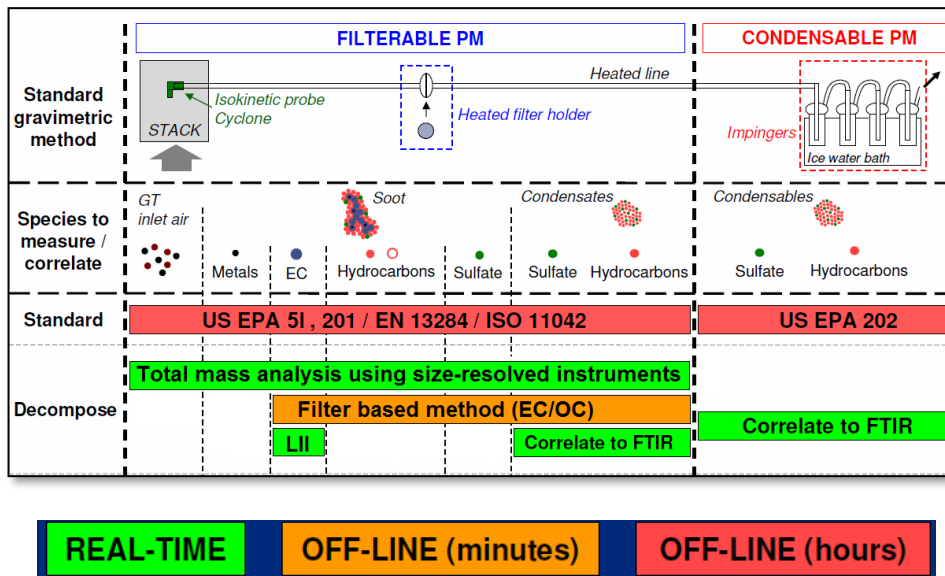 FILTERABLE PM
CONDENSABLE PM
Standard
gravimetric
method
STACK
Isokinetic probe
Cyclone
Heated filter holder
Heated line
Impingers
Ice water bath
Species to
measure /
correlate
GT
inlet air
Soot
Condensates
Condensables
Metals
EC
Hydrocarbons
Sulfate
Sulfate
Hydrocarbons
Sulfate
Hydrocarbons
Standard
US EPA 5I , 201 / EN 13284 / ISO 11042
US EPA 202
Decompose
Total mass analysis using size-resolved instruments
Filter based method (EC/OC)
LII
Correlate to FTIR
Correlate to FTIR
REAL-TIME
OFF-LINE (minutes)
OFF-LINE (hours)